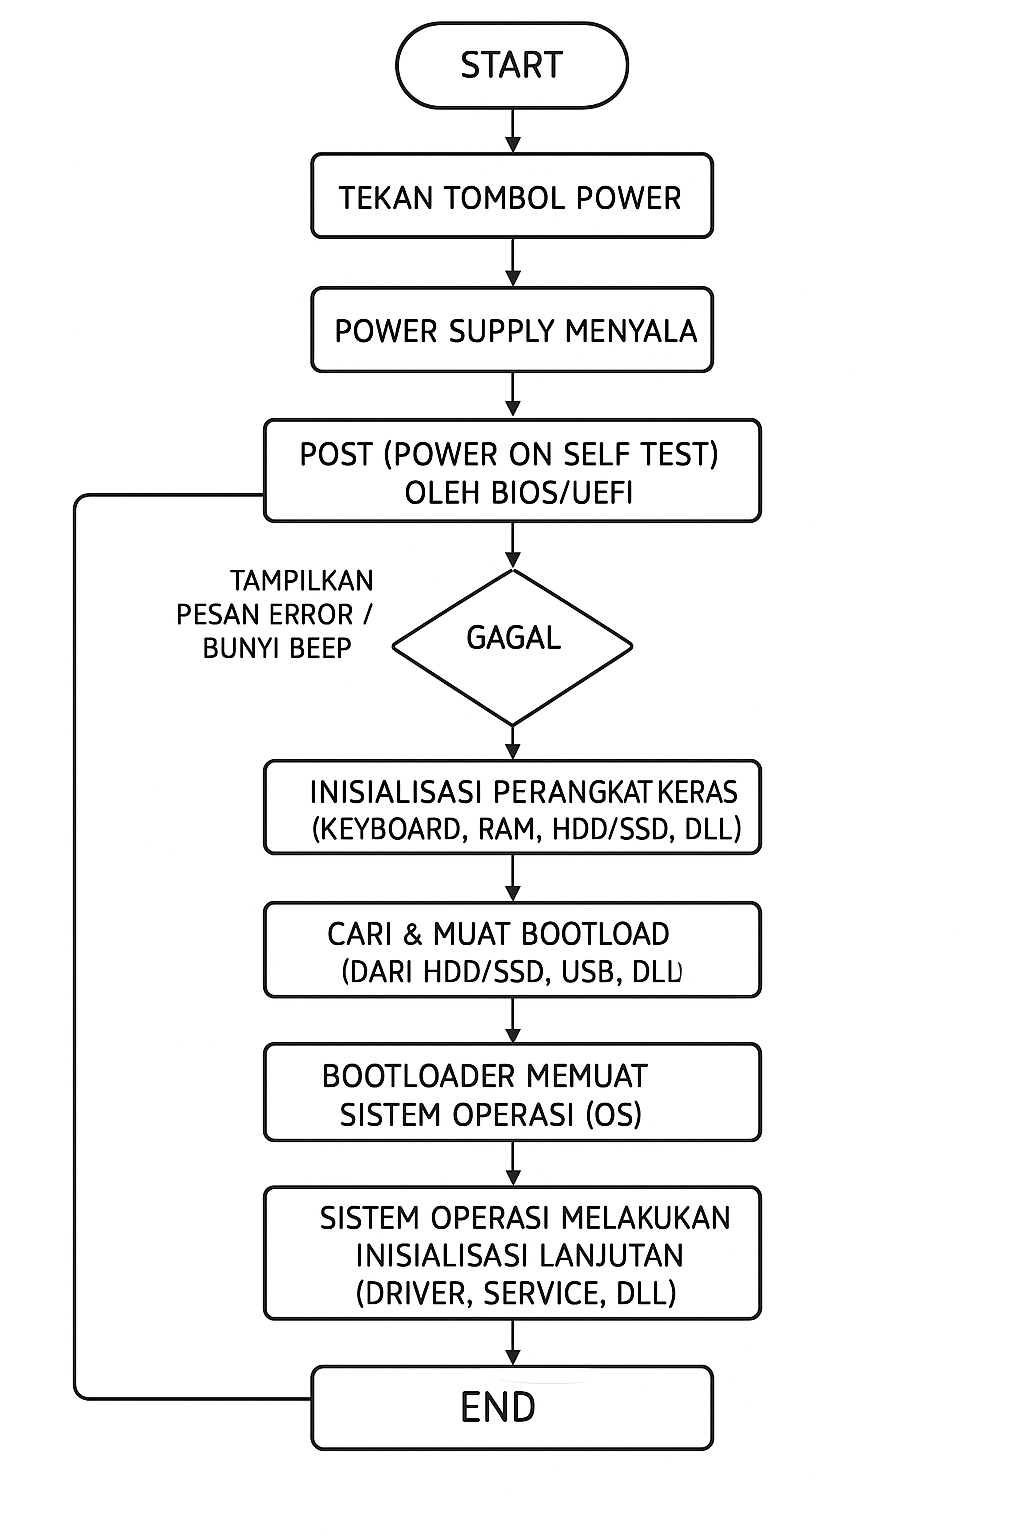 START
TEKAN TOMBOL POWER
POWER SUPPLY MENYALA
POST (POWER ON SELF TEST)
OLEH BIOS/UEFI
TAMPILKAN
PESAN ERROR /
BUNYI BEEP
GAGAL
INISIALISASI PERANGKAT KERAS
(KEYBOARD, RAM, HDD/SSD, DLL)
CARI & MUAT BOOTLOAD
(DARI HDD/SSD, USB, DLL)
BOOTLOADER MEMUAT
SISTEM OPERASI (OS)
SISTEM OPERASI MELAKUKAN
INISIALISASI LANJUTAN
(DRIVER, SERVICE, DLL)
END